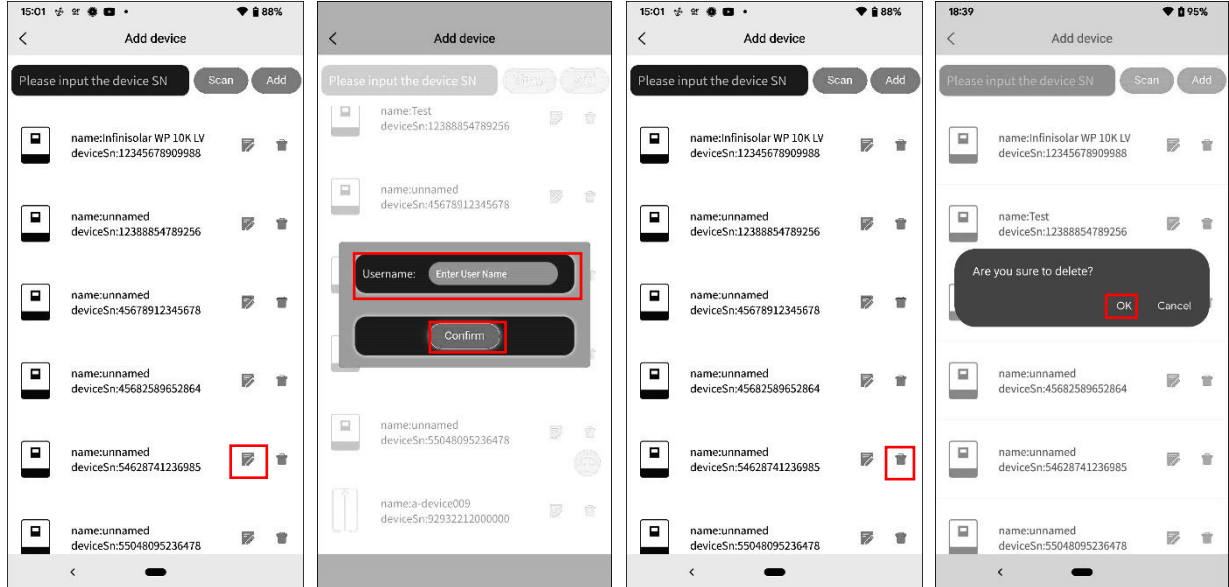 15:01
88%
Add device
Please input the device SN
Scan
Add
name:Infinisolar WP 10K LV
deviceSn:12345678909988
name:unnamed
deviceSn:12388854789256
name:unnamed
deviceSn:45678912345678
name:unnamed
deviceSn:45682589652864
name:unnamed
deviceSn:54628741236985
name:unnamed
deviceSn:55048095236478
Add device
Please input the device SN
name:Test
deviceSn:12388854789256
name:unnamed
deviceSn:45678912345678
Username:
Enter User Name
Confirm
name:unnamed
deviceSn:55048095236478
name:a-device009
deviceSn:92932212000000
15:01
88%
Add device
Please input the device SN
Scan
Add
name:Infinisolar WP 10K LV
deviceSn:12345678909988
name:unnamed
deviceSn:12388854789256
name:unnamed
deviceSn:45678912345678
name:unnamed
deviceSn:45682589652864
name:unnamed
deviceSn:54628741236985
name:unnamed
deviceSn:55048095236478
18:39
95%
Add device
Please input the device SN
Scan
Add
name:Infinisolar WP 10K LV
deviceSn:12345678909988
name:Test
deviceSn:12388854789256
Are you sure to delete?
OK
Cancel
name:unnamed
deviceSn:45682589652864
name:unnamed
deviceSn:54628741236985
name:unnamed
deviceSn:55048095236478